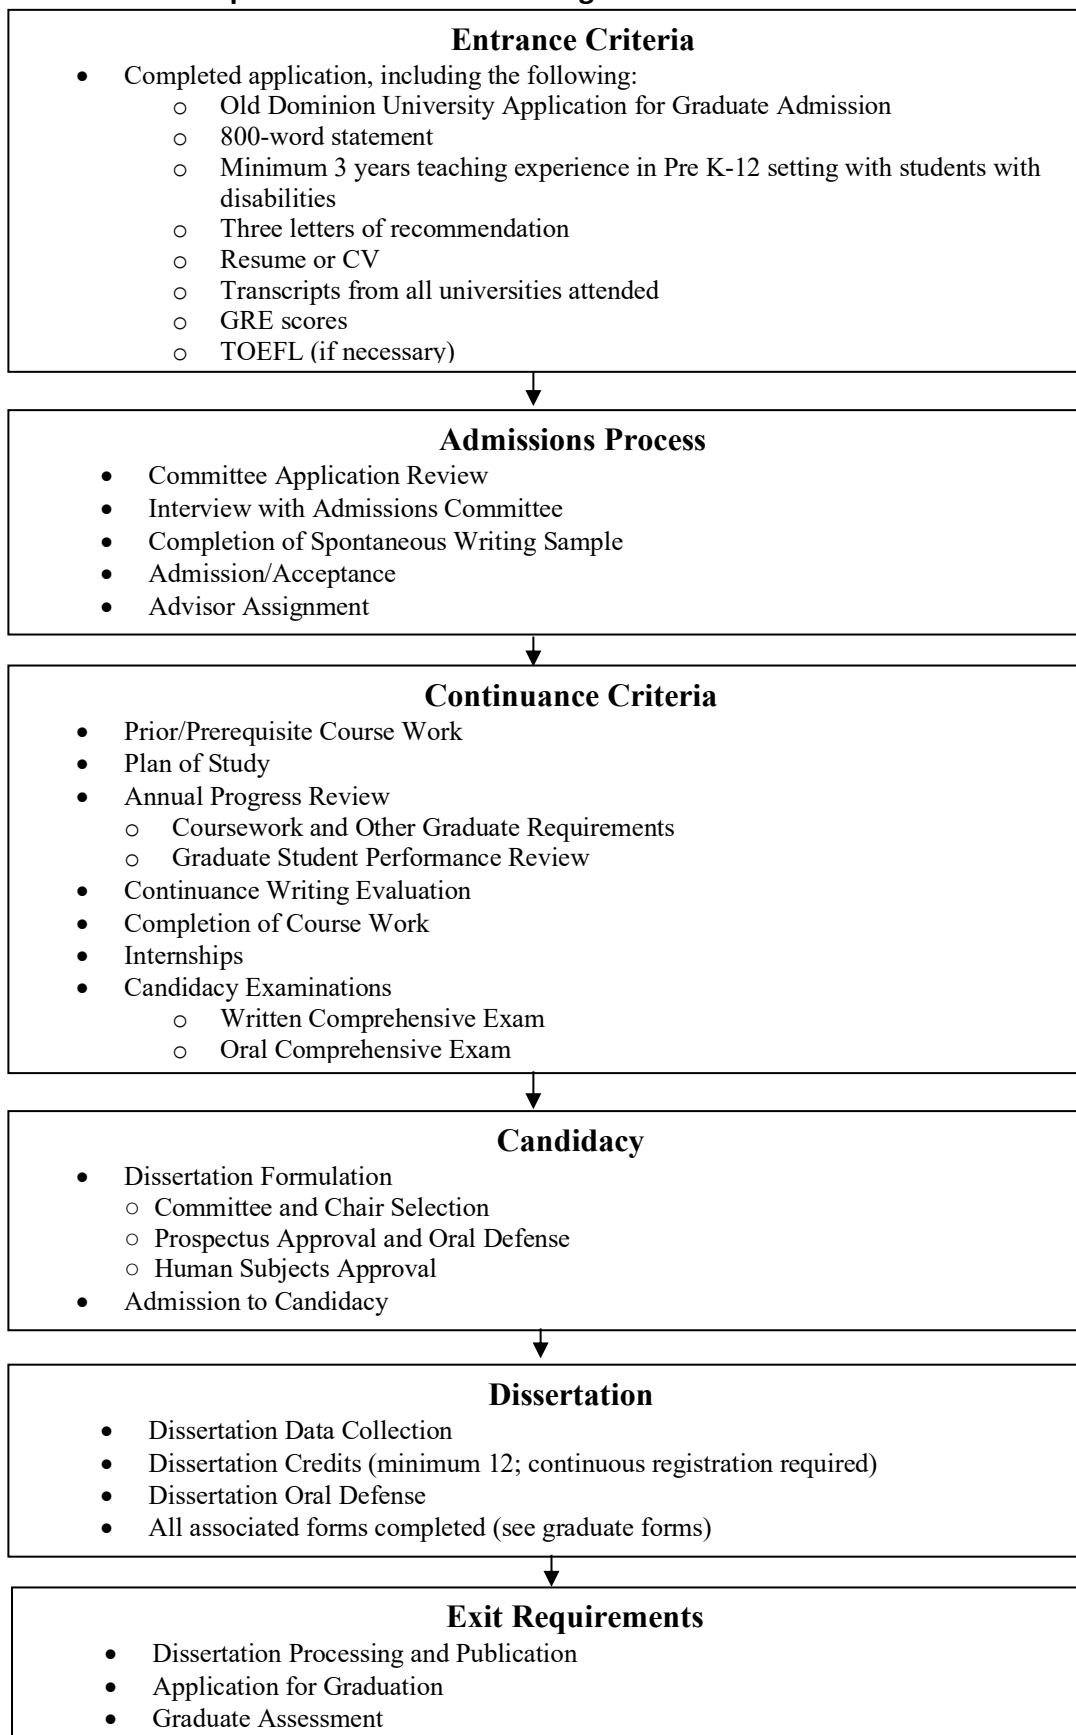 Entrance Criteria
• Completed application, including the following:
o Old Dominion University Application for Graduate Admission
o 800-word statement
o Minimum 3 years teaching experience in Pre K-12 setting with students with
disabilities
o Three letters of recommendation
o Resume or CV
o Transcripts from all universities attended
o GRE scores
o TOEFL (if necessary)
Admissions Process
• Committee Application Review
• Interview with Admissions Committee
• Completion of Spontaneous Writing Sample
• Admission/Acceptance
• Advisor Assignment
Continuance Criteria
• Prior/Prerequisite Course Work
• Plan of Study
• Annual Progress Review
o Coursework and Other Graduate Requirements
o Graduate Student Performance Review
• Continuance Writing Evaluation
• Completion of Course Work
• Internships
• Candidacy Examinations
o Written Comprehensive Exam
o Oral Comprehensive Exam
Candidacy
• Dissertation Formulation
○ Committee and Chair Selection
○ Prospectus Approval and Oral Defense
○ Human Subjects Approval
• Admission to Candidacy
Dissertation
• Dissertation Data Collection
• Dissertation Credits (minimum 12; continuous registration required)
• Dissertation Oral Defense
• All associated forms completed (see graduate forms)
Exit Requirements
• Dissertation Processing and Publication
• Application for Graduation
• Graduate Assessment